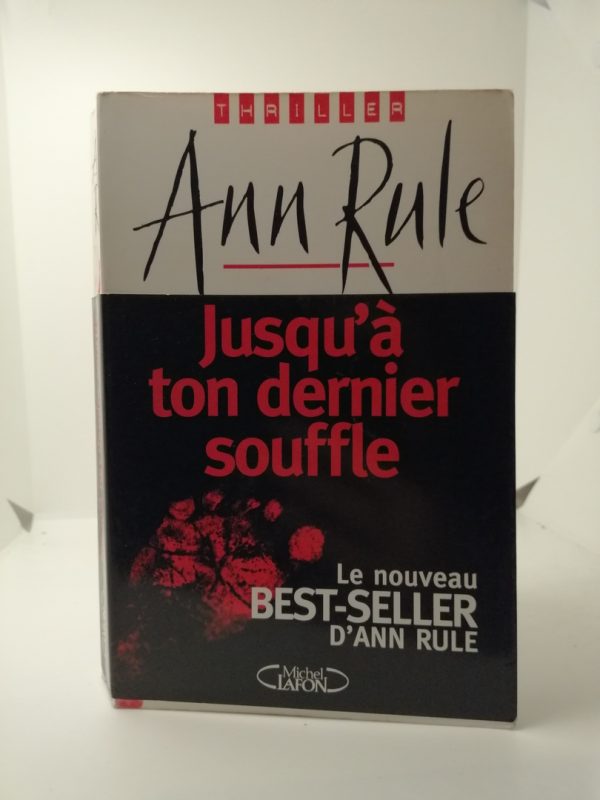 THRILLER
Ann Rule
Jusqu'à
ton dernier
souffle
Le nouveau
BEST-SELLER
D'ANN RULE
Michel
LAFON